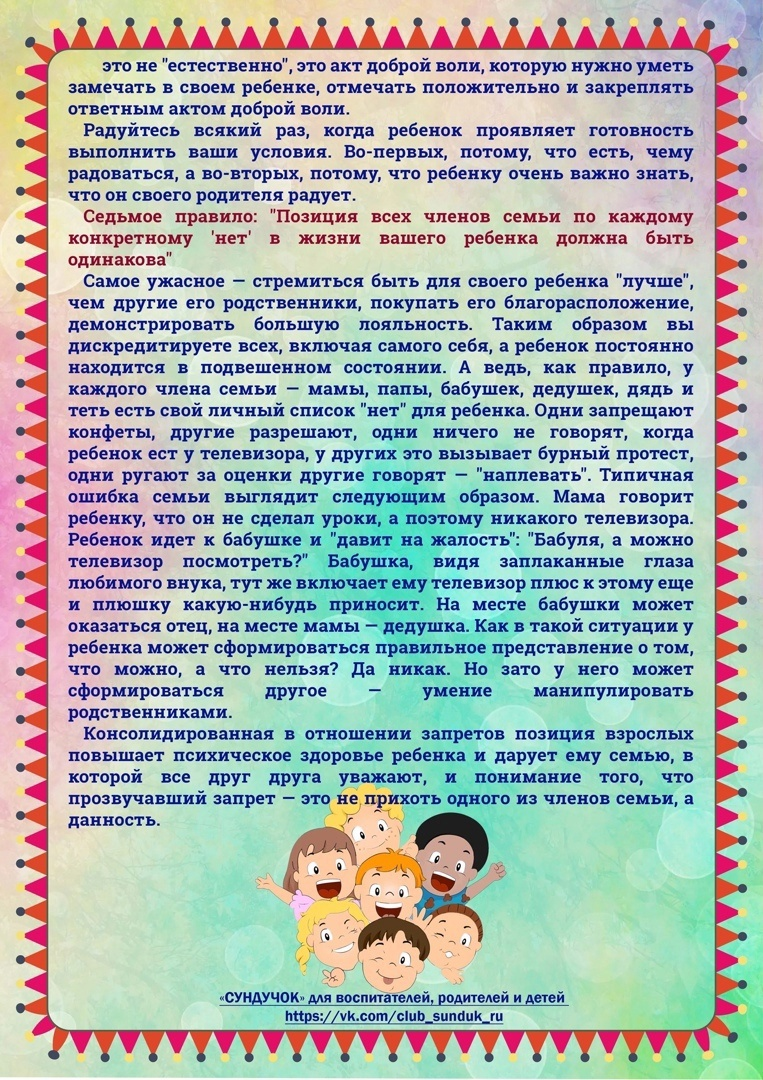 это не "естественно", это акт доброй воли, которую нужно уметь
замечать в своем ребенке, отмечать положительно и закреплять
ответным актом доброй воли.
Радуйтесь всякий раз, когда ребенок проявляет готовность
выполнить ваши условия. Во-первых, потому, что есть, чему
радоваться, а во-вторых, потому, что ребенку очень важно знать,
что он своего родителя радует.
Седьмое правило: "Позиция всех членов семьи по каждому
конкретному 'нет' в жизни вашего ребенка должна быть
одинакова"
Самое ужасное — стремиться быть для своего ребенка "лучше",
чем другие его родственники, покупать его благорасположение,
демонстрировать большую лояльность. Таким образом вы
дискредитируете всех, включая самого себя, а ребенок постоянно
находится в подвешенном состоянии. А ведь, как правило, у
каждого члена семьи — мамы, папы, бабушек, дедушек, дядь и
теть есть свой личный список "нет" для ребенка. Одни запрещают
конфеты, другие разрешают, одни ничего не говорят, когда
ребенок ест у телевизора, у других это вызывает бурный протест,
одни ругают за оценки другие говорят — "наплевать". Типичная
ошибка семьи выглядит следующим образом. Мама говорит
ребенку, что он не сделал уроки, а поэтому никакого телевизора.
Ребенок идет к бабушке и "давит на жалость": "Бабуля, а можно
телевизор посмотреть?" Бабушка, видя заплаканные глаза
любимого внука, тут же включает ему телевизор плюс к этому еще
и плюшку какую-нибудь приносит. На месте бабушки может
оказаться отец, на месте мамы — дедушка. Как в такой ситуации у
ребенка может сформироваться правильное представление о том,
что можно, а что нельзя? Да никак. Но зато у него может
сформироваться другое — умение манипулировать
родственниками.
Консолидированная в отношении запретов позиция взрослых
повышает психическое здоровье ребенка и дарует ему семью, в
которой все друг друга уважают, и понимание того, что
прозвучавший запрет — это не прихоть одного из членов семьи, а
данность.
«СУНДУЧОК» для воспитателей, родителей и детей
https://vk.com/club_sunduk_ru